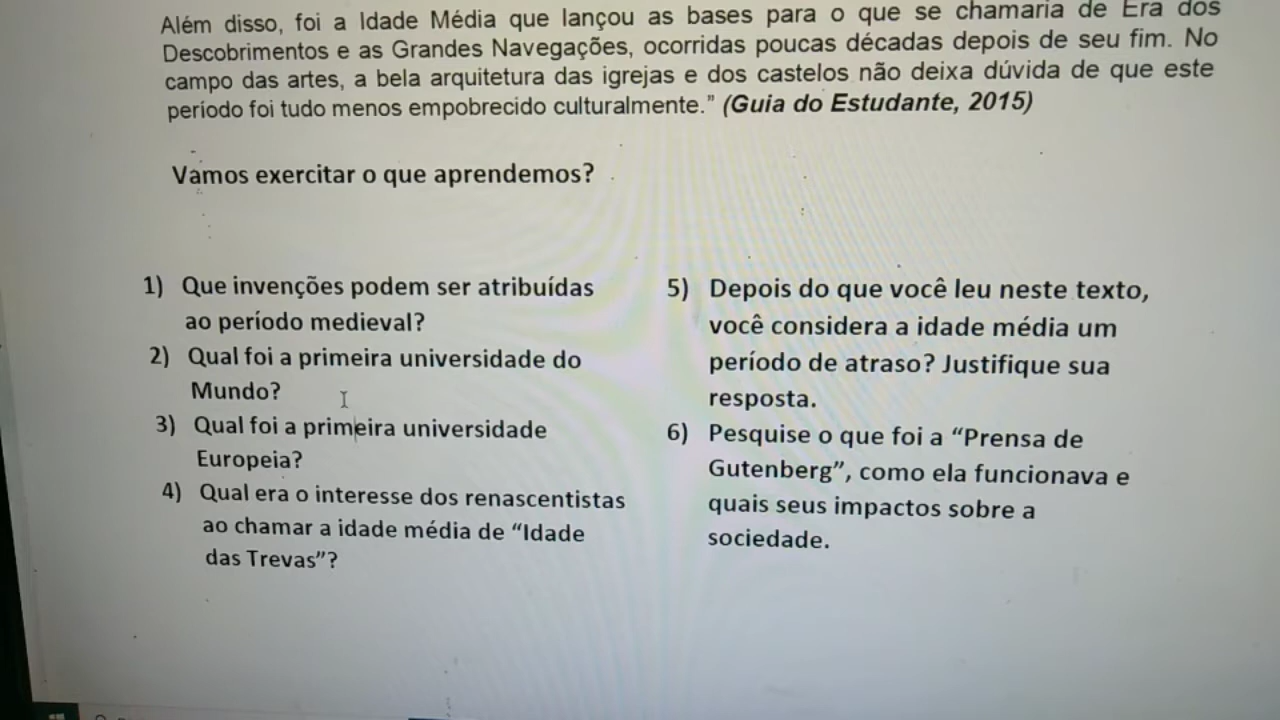 Além disso, foi a Idade Média que lançou as bases para o que se chamaria de Era dos
Descobrimentos e as Grandes Navegações, ocorridas poucas décadas depois de seu fim. No
campo das artes, a bela arquitetura das igrejas e dos castelos não deixa dúvida de que este
período foi tudo menos empobrecido culturalmente.” (Guia do Estudante, 2015)
Vamos exercitar o que aprendemos?
1) Que invenções podem ser atribuídas
ao período medieval?
2) Qual foi a primeira universidade do
Mundo?
3) Qual foi a primeira universidade
Europeia?
4) Qual era o interesse dos renascentistas
ao chamar a idade média de “Idade
das Trevas”?
5) Depois do que você leu neste texto,
você considera a idade média um
período de atraso? Justifique sua
resposta.
6) Pesquise o que foi a “Prensa de
Gutenberg”, como ela funcionava e
quais seus impactos sobre a
sociedade.